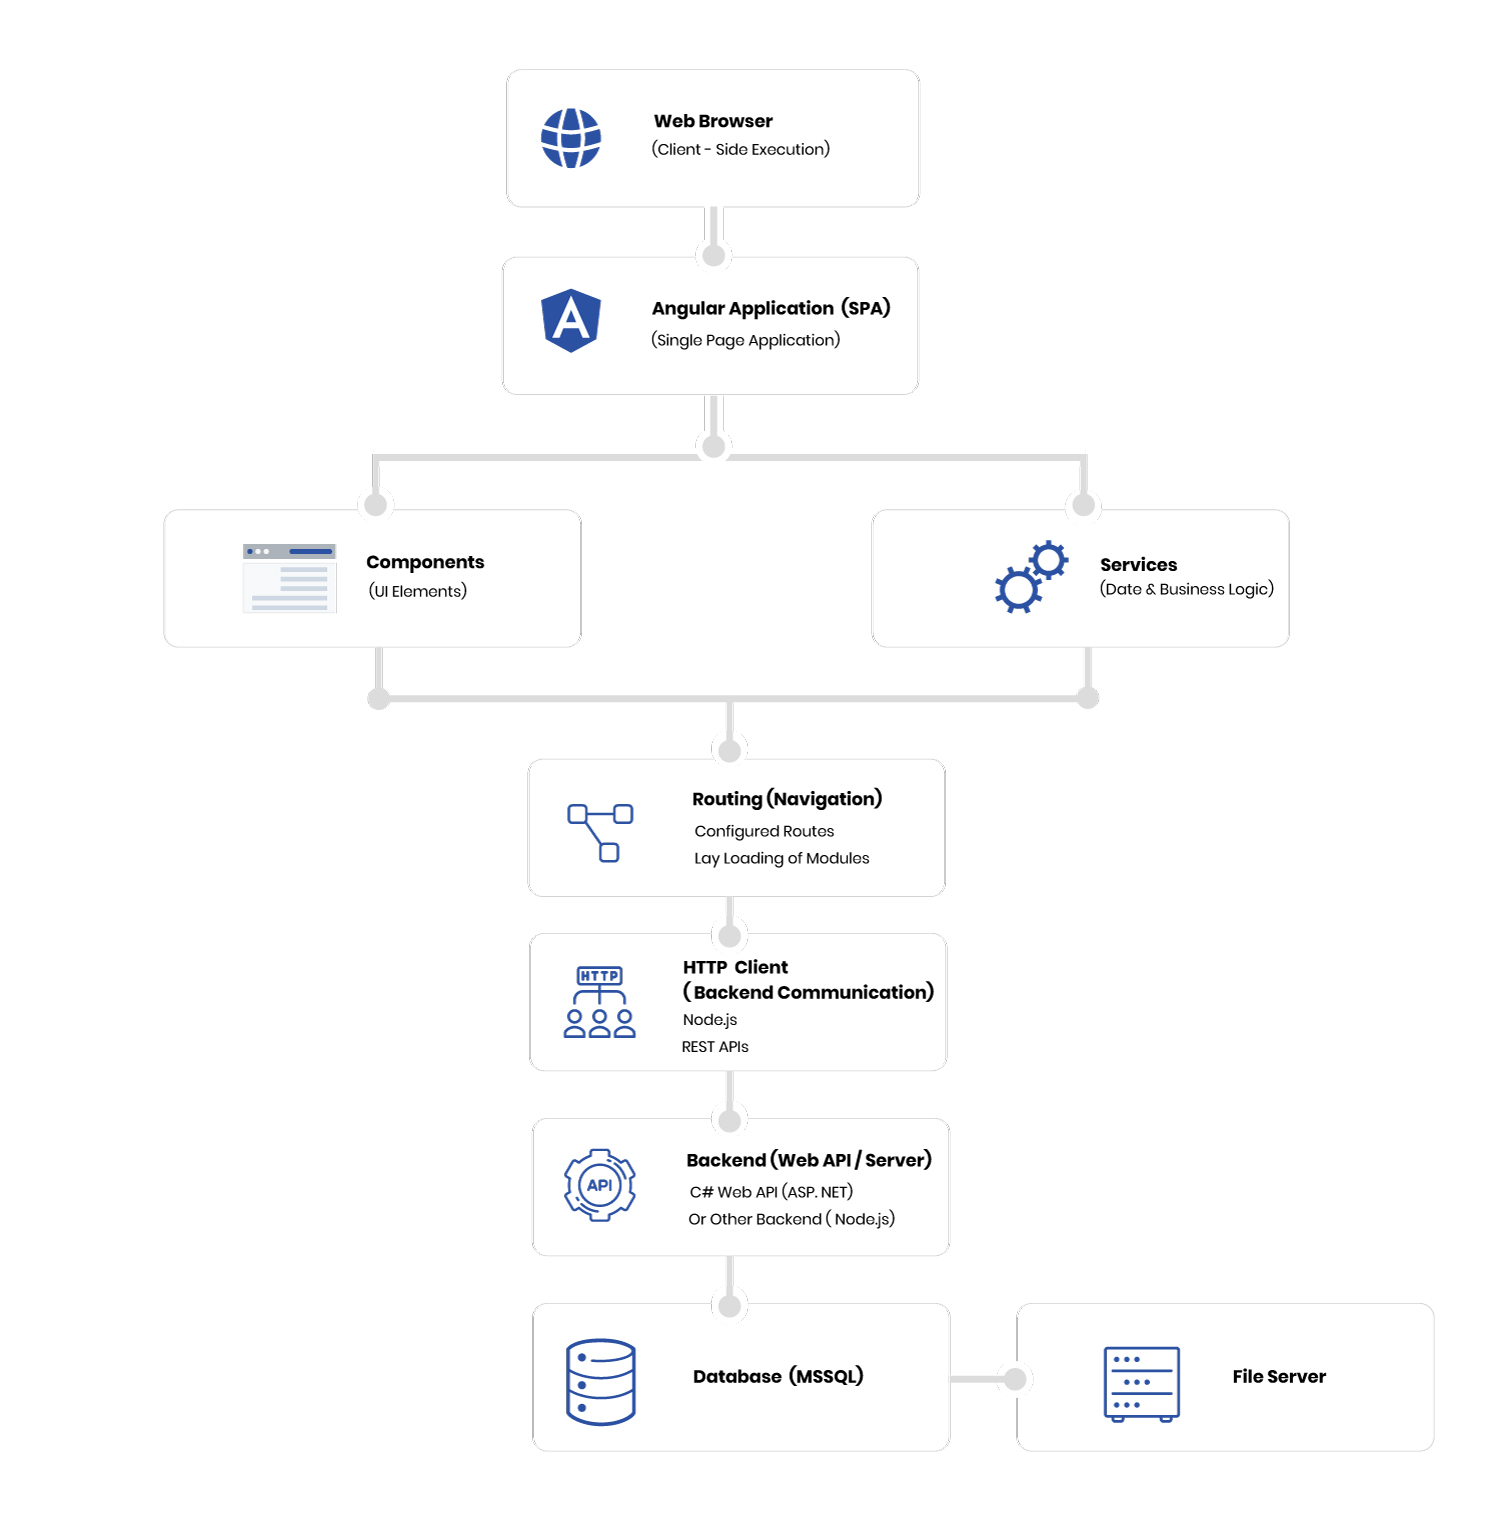 Web Browser
(Client - Side Execution)
Angular Application (SPA)
(Single Page Application)
Components
(UI Elements)
Services
(Date & Business Logic)
Routing (Navigation)
Configured Routes
Lay Loading of Modules
HTTP
HTTP Client
( Backend Communication)
Node.js
REST APIs
API
Backend (Web API / Server)
C# Web API (ASP. NET)
Or Other Backend ( Node.js)
Database (MSSQL)
File Server